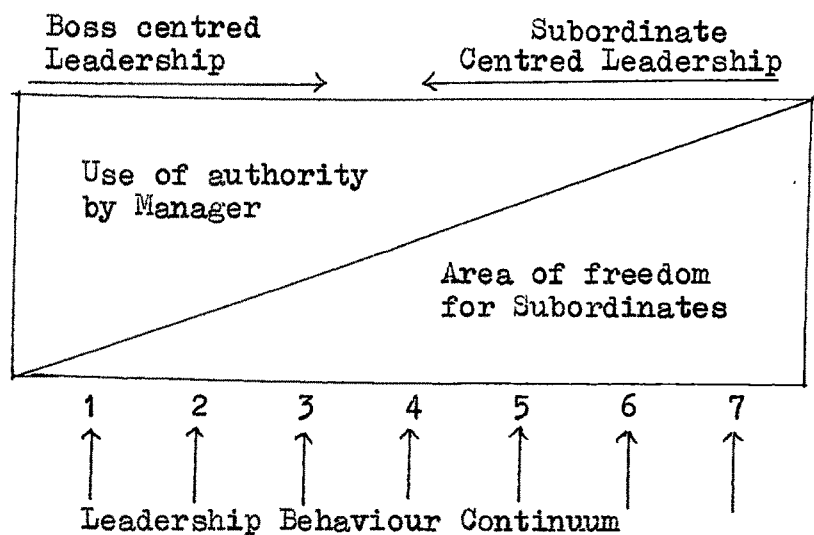 Boss centred
Leadership
Subordinate
Centred Leadership
Use of authority
by Manager
Area of freedom
for Subordinates
1 2 3 4 5 6 7
Leadership Behaviour Continuum